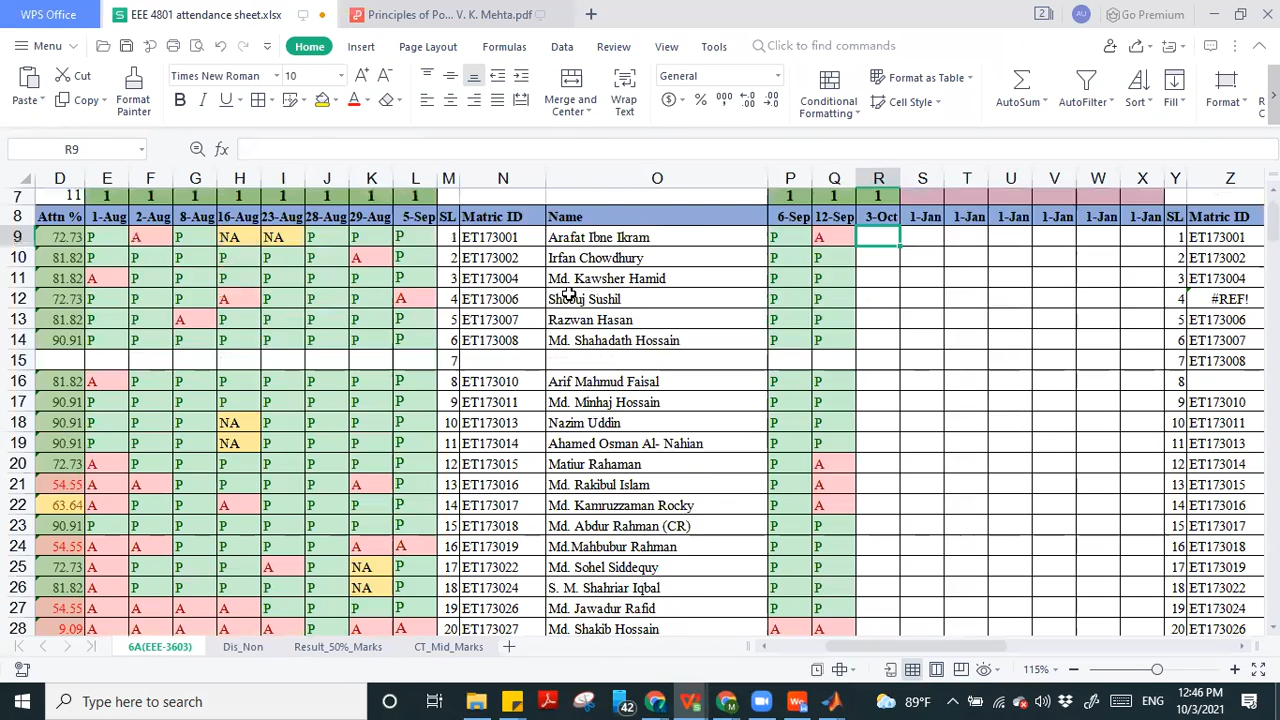 WPS Office EEE 4801 attendance sheet.xlsx Principles of Po... V. K. Mehta.pdf 2 AU Go Premium
Menu Home Insert Page Layout Formulas Data Review View Tools Click to find commands
Paste Cut Copy Format Painter Times New Roman 10 B I U A Merge and Center Wrap Text General Conditional Formatting Format as Table Cell Style AutoSum AutoFilter Sort Fill Format
R9 fx
D E F G H I J K L M N O P Q R S T U V W X Y Z
7 11 1 1 1 1 1 1 1 1 1 1 1
8 Attn % 1-Aug 2-Aug 8-Aug 16-Aug 23-Aug 28-Aug 29-Aug 5-Sep SL Matric ID Name 6-Sep 12-Sep 3-Oct 1-Jan 1-Jan 1-Jan 1-Jan 1-Jan 1-Jan SL Matric ID
9 72.73 P A P NA NA P P P 1 ET173001 Arafat Ibne Ikram P A 1 ET173001
10 81.82 P P P P P P A P 2 ET173002 Irfan Chowdhury P P 2 ET173002
11 81.82 A P P P P P P P 3 ET173004 Md. Kawsher Hamid P P 3 ET173004
12 72.73 P P P A P P P A 4 ET173006 Sushil P P 4 #REF!
13 81.82 P P A P P P P P 5 ET173007 Razwan Hasan P P 5 ET173006
14 90.91 P P P P P P P P 6 ET173008 Md. Shahadath Hossain P P 6 ET173007
15 7 7 ET173008
16 81.82 A P P P P P P P 8 ET173010 Arif Mahmud Faisal P P 8
17 90.91 P P P P P P P P 9 ET173011 Md. Minhaj Hossain P P 9 ET173010
18 90.91 P P P NA P P P P 10 ET173013 Nazim Uddin P P 10 ET173011
19 90.91 P P P NA P P P P 11 ET173014 Ahamed Osman Al- Nahian P P 11 ET173013
20 72.73 A P P P P P P P 12 ET173015 Matiur Rahaman P A 12 ET173014
21 54.55 A A P P P P A P 13 ET173016 Md. Rakibul Islam P A 13 ET173015
22 63.64 A P P A P P P P 14 ET173017 Md. Kamruzzaman Rocky P A 14 ET173016
23 90.91 P P P P P P P P 15 ET173018 Md. Abdur Rahman (CR) P P 15 ET173017
24 54.55 A A P P P P A A 16 ET173019 Md.Mahbubur Rahman P P 16 ET173018
25 72.73 A P P P A P NA P 17 ET173022 Md. Sohel Siddequy P P 17 ET173019
26 81.82 A P P P P P NA P 18 ET173024 S. M. Shahriar Iqbal P P 18 ET173022
27 54.55 A A A A P P P P 19 ET173026 Md. Jawadur Rafid P P 19 ET173024
28 9.09 A A A A A P A A 20 ET173027 Md. Shakib Hossain A A 20 ET173026
6A(EEE-3603) Dis_Non Result_50%_Marks CT_Mid_Marks
115%
Type here to search 42 89°F ENG 12:46 PM 10/3/2021